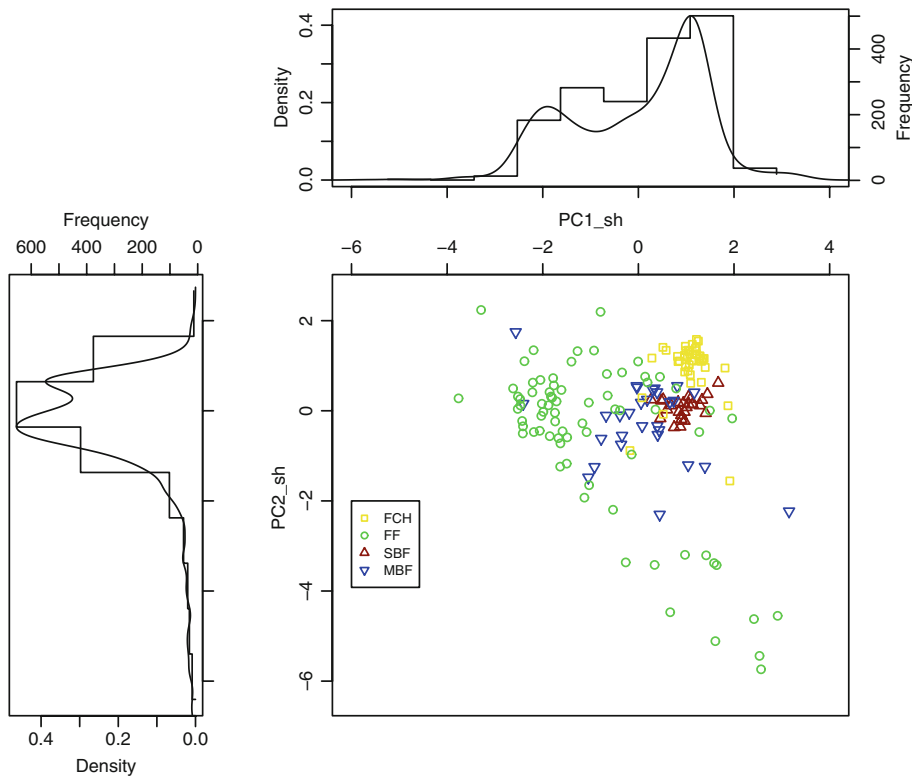 Density
0.0 0.2 0.4
Frequency
0 200 400
PC1_sh
−6 −4 −2 0 2 4
Frequency
600 400 200 0
0.4 0.2 0.0
Density
PC2_sh
2 0 −2 −4 −6
FCH
FF
SBF
MBF